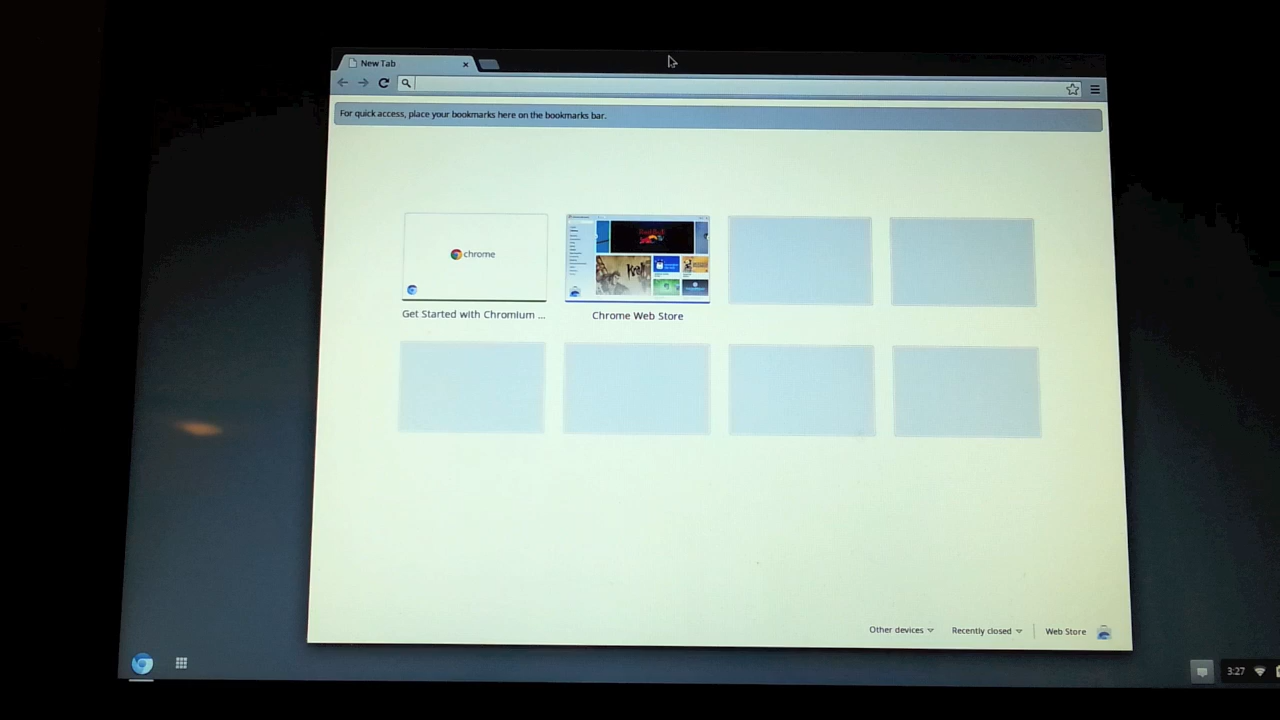 New Tab
For quick access, place your bookmarks here on the bookmarks bar.
chrome
Get Started with Chromium ...
Chrome Web Store
Other devices
Recently closed
Web Store
3:27